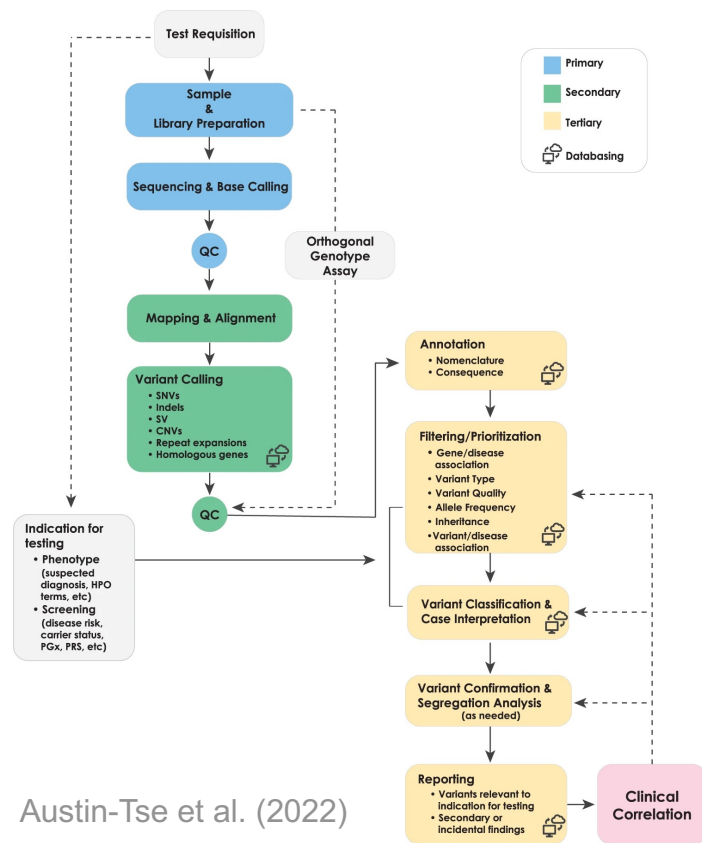 Test Requisition
Sample
&
Library Preparation
Sequencing & Base Calling
QC
Orthogonal
Genotype
Assay
Mapping & Alignment
Variant Calling
• SNVs
• Indels
• SV
• CNVs
• Repeat expansions
• Homologous genes
QC
Indication for
testing
• Phenotype
(suspected
diagnosis, HPO
terms, etc)
• Screening
(disease risk,
carrier status,
PGx, PRS, etc)
Primary
Secondary
Tertiary
Databasing
Annotation
• Nomenclature
• Consequence
Filtering/Prioritization
• Gene/disease
association
• Variant Type
• Variant Quality
• Allele Frequency
• Inheritance
•Variant/disease
association
Variant Classification &
Case Interpretation
Variant Confirmation &
Segregation Analysis
(as needed)
Reporting
• Variants relevant to
indication for testing
• Secondary or
incidental findings
Clinical
Correlation
Austin-Tse et al. (2022)